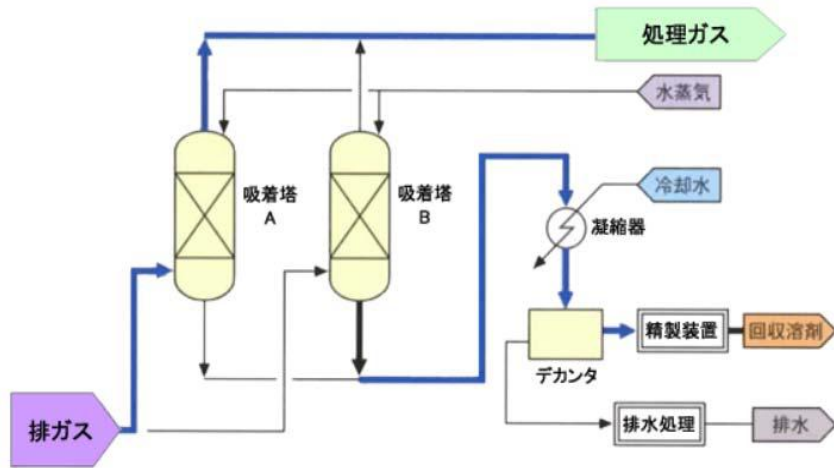 処理ガス
水蒸気
吸着塔
A
吸着塔
B
冷却水
凝縮器
精製装置
回収溶剤
デカンタ
排ガス
排水処理
排水